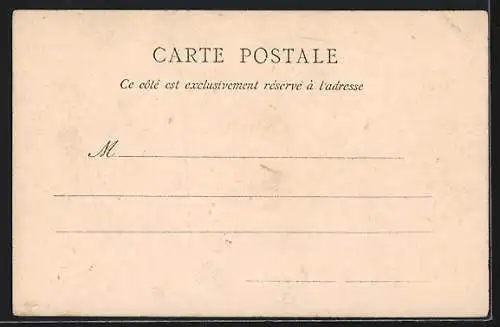 CARTE POSTALE
Ce côté est exclusivement réservé à l'adresse
M